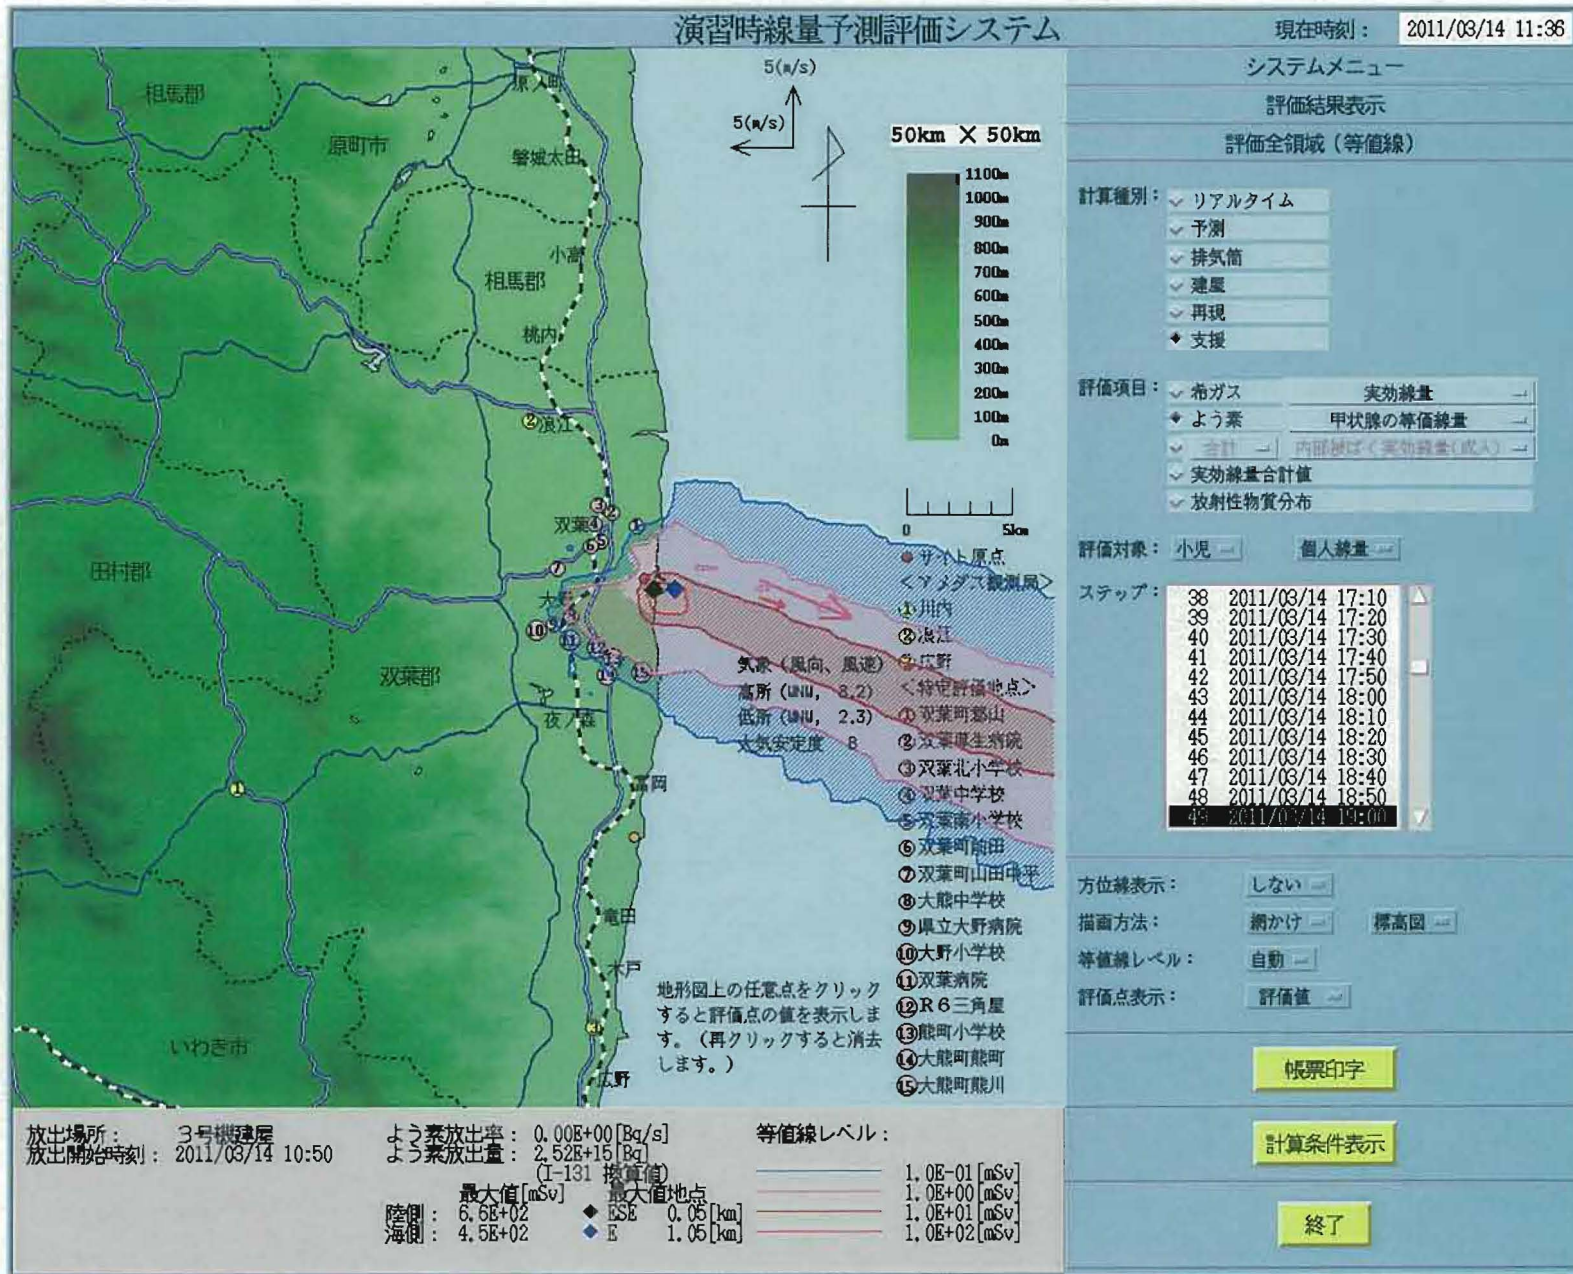 演習時線量予測評価システム
現在時刻： 2011/03/14 11:36
システムメニュー
評価結果表示
評価全領域（等値線）
計算種別：
リアルタイム
予測
排気筒
建屋
再現
支援
評価項目：
希ガス 実効線量
よう素 甲状腺の等価線量
合計 内部被ばく実効線量(成人)
実効線量合計値
放射性物質分布
評価対象： 小児 個人線量
ステップ：
38 2011/03/14 17:10
39 2011/03/14 17:20
40 2011/03/14 17:30
41 2011/03/14 17:40
42 2011/03/14 17:50
43 2011/03/14 18:00
44 2011/03/14 18:10
45 2011/03/14 18:20
46 2011/03/14 18:30
47 2011/03/14 18:40
48 2011/03/14 18:50
49 2011/03/14 19:00
方位線表示： しない
描画方法： 網かけ 標高図
等値線レベル： 自動
評価点表示： 評価値
帳票印字
計算条件表示
終了
5(m/s)
5(m/s)
50km × 50km
1100m
1000m
900m
800m
700m
600m
500m
400m
300m
200m
100m
0m
0 5km
サイト原点
＜アメダス観測局＞
①川内
②浪江
③広野
＜特定評価地点＞
①双葉町郡山
②双葉厚生病院
③双葉北小学校
④双葉中学校
⑤双葉南小学校
⑥双葉町前田
⑦双葉町山田中平
⑧大熊中学校
⑨県立大野病院
⑩大野小学校
⑪双葉病院
⑫R6三角屋
⑬熊町小学校
⑭大熊町熊町
⑮大熊町熊川
気象（風向、風速）
高所（WNW, 8.2）
低所（WNW, 2.3）
大気安定度 B
地形図上の任意点をクリック
すると評価点の値を表示しま
す。（再クリックすると消去
します。）
相馬郡
原町市
原ノ町
磐城太田
小高
相馬郡
桃内
浪江
双葉
田村郡
双葉郡
夜ノ森
富岡
竜田
木戸
いわき市
広野
放出場所： 3号機建屋
放出開始時刻： 2011/03/14 10:50
よう素放出率： 0.00E+00[Bq/s]
よう素放出量： 2.52E+15[Bq]
(I-131 換算値)
最大値[mSv] 最大値地点
陸側： 6.6E+02 ◆ ESE 0.05[km]
海側： 4.5E+02 ◆ E 1.05[km]
等値線レベル：
1.0E-01[mSv]
1.0E+00[mSv]
1.0E+01[mSv]
1.0E+02[mSv]